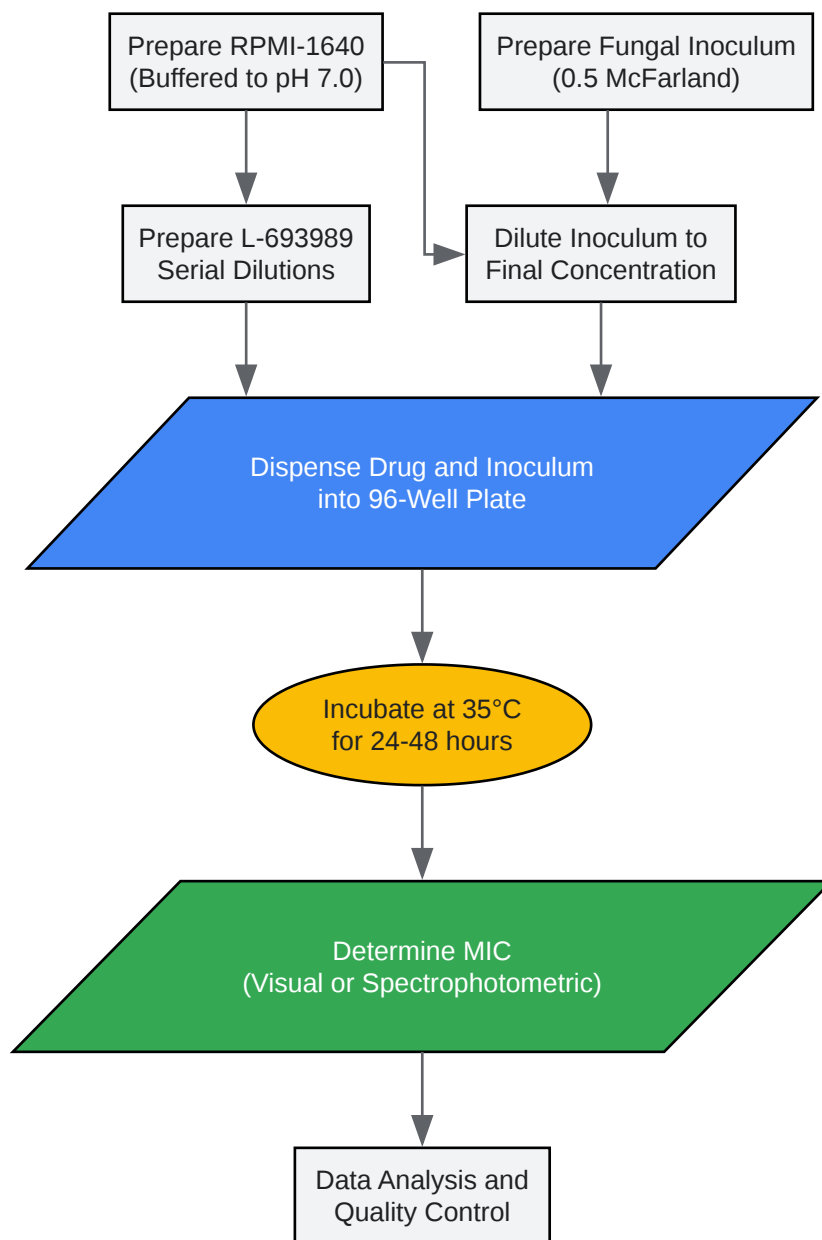 Prepare RPMI-1640
(Buffered to pH 7.0)
Prepare Fungal Inoculum
(0.5 McFarland)
Prepare L-693989
Serial Dilutions
Dilute Inoculum to
Final Concentration
Dispense Drug and Inoculum
into 96-Well Plate
Incubate at 35°C
for 24-48 hours
Determine MIC
(Visual or Spectrophotometric)
Data Analysis and
Quality Control